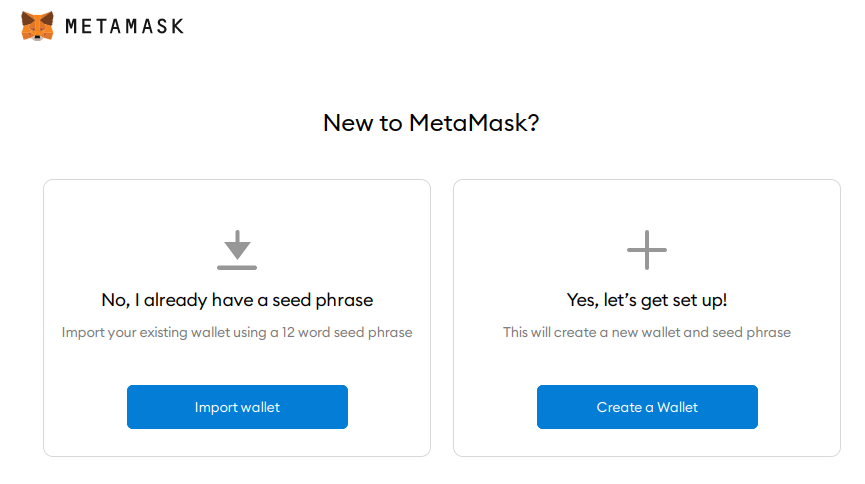 METAMASK
New to MetaMask?
No, I already have a seed phrase
Import your existing wallet using a 12 word seed phrase
Import wallet
Yes, let’s get set up!
This will create a new wallet and seed phrase
Create a Wallet